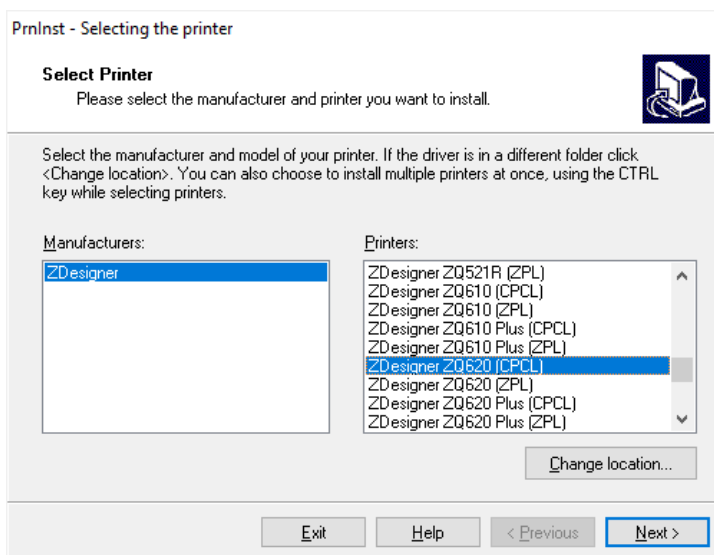 PrnInst - Selecting the printer
Select Printer
Please select the manufacturer and printer you want to install.
Select the manufacturer and model of your printer. If the driver is in a different folder click
<Change location>. You can also choose to install multiple printers at once, using the CTRL
key while selecting printers.
Manufacturers:
ZDesigner
Printers:
ZDesigner ZQ521R (ZPL)
ZDesigner ZQ610 (CPCL)
ZDesigner ZQ610 (ZPL)
ZDesigner ZQ610 Plus (CPCL)
ZDesigner ZQ610 Plus (ZPL)
ZDesigner ZQ620 (CPCL)
ZDesigner ZQ620 (ZPL)
ZDesigner ZQ620 Plus (CPCL)
ZDesigner ZQ620 Plus (ZPL)
Change location...
Exit
Help
< Previous
Next >